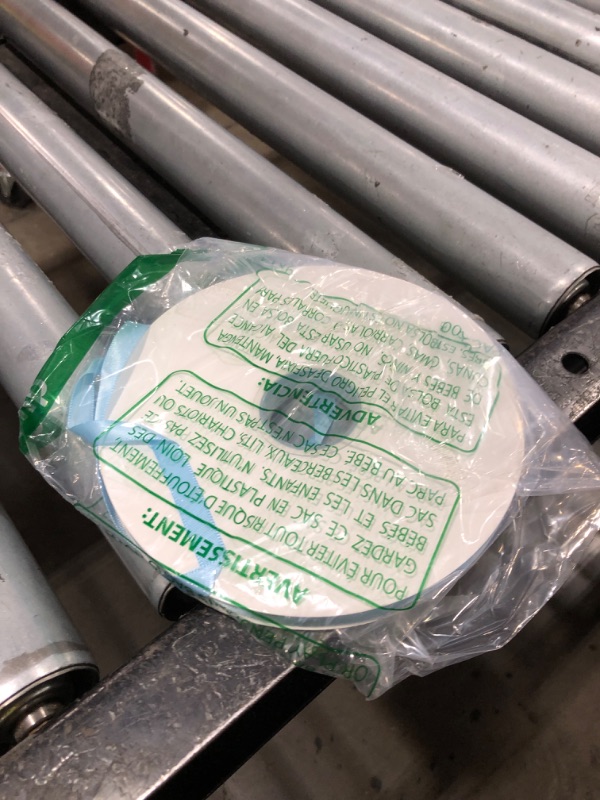 AVERTISSEMENT:
POUR ÉVITER TOUT RISQUE D'ÉTOUFFEMENT,
GARDEZ CE SAC EN PLASTIQUE LOIN DES
BÉBÉS ET LES ENFANTS. N'UTILISEZ PAS CE
SAC DANS LES BERCEAUX, LITS, CHARIOTS OU
PARC AU BÉBÉ. CE SAC N'EST PAS UN JOUET.
ADVERTENCIA:
PARA EVITAR EL PELIGRO DE ASFIXIA MANTENGA
ESTA BOLSA DE PLASTICO FUERA DEL ALCANCE
DE BEBES Y NIÑOS. NO USAR ESTA BOLSA EN
CUNAS, CAMAS, CARRIOLAS O CORRALES PARA